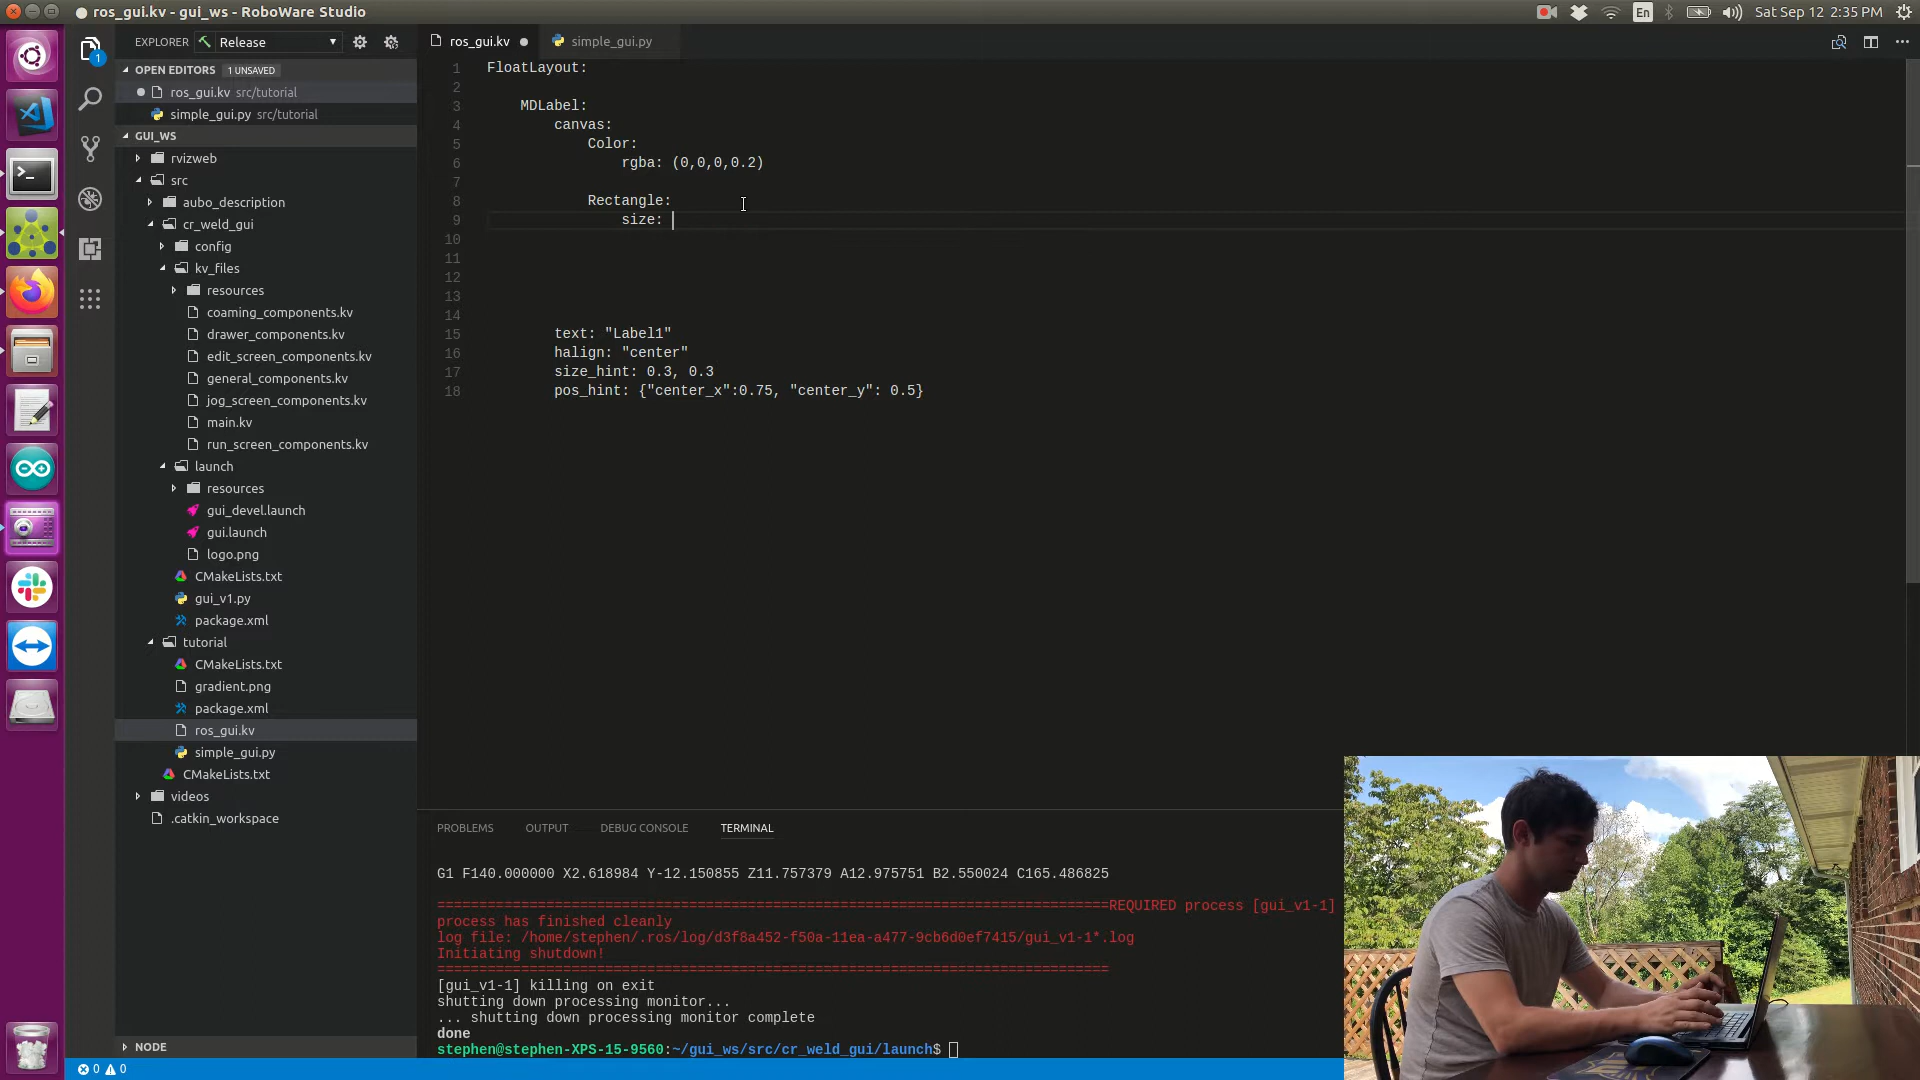 ros_gui.kv - gui_ws - RoboWare Studio
En
Sat Sep 12 2:35 PM
EXPLORER
Release
1
OPEN EDITORS 1 UNSAVED
ros_gui.kv src/tutorial
simple_gui.py src/tutorial
GUI_WS
rvizweb
src
aubo_description
cr_weld_gui
config
kv_files
resources
coaming_components.kv
drawer_components.kv
edit_screen_components.kv
general_components.kv
jog_screen_components.kv
main.kv
run_screen_components.kv
launch
resources
gui_devel.launch
gui.launch
logo.png
CMakeLists.txt
gui_v1.py
package.xml
tutorial
CMakeLists.txt
gradient.png
package.xml
ros_gui.kv
simple_gui.py
CMakeLists.txt
videos
.catkin_workspace
NODE
0 0
ros_gui.kv
simple_gui.py
1 FloatLayout:
2
3 MDLabel:
4 canvas:
5 Color:
6 rgba: (0,0,0,0.2)
7
8 Rectangle:
9 size:
10
11
12
13
14
15 text: "Label1"
16 halign: "center"
17 size_hint: 0.3, 0.3
18 pos_hint: {"center_x":0.75, "center_y": 0.5}
PROBLEMS OUTPUT DEBUG CONSOLE TERMINAL
G1 F140.000000 X2.618984 Y-12.150855 Z11.757379 A12.975751 B2.550024 C165.486825
================================================================================REQUIRED process [gui_v1-1]
process has finished cleanly
log file: /home/stephen/.ros/log/d3f8a452-f50a-11ea-a477-9cb6d0ef7415/gui_v1-1*.log
Initiating shutdown!
================================================================================
[gui_v1-1] killing on exit
shutting down processing monitor...
... shutting down processing monitor complete
done
stephen@stephen-XPS-15-9560:~/gui_ws/src/cr_weld_gui/launch$